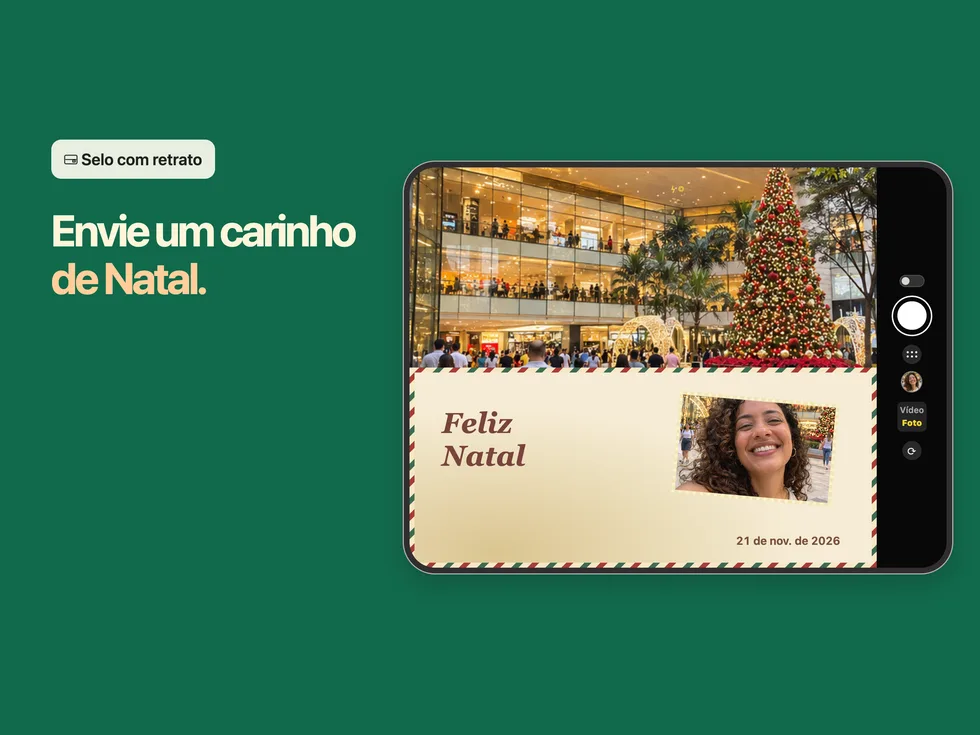 Selo com retrato
Envie um carinho
de Natal.
Feliz
Natal
21 de nov. de 2026
Vídeo
Foto